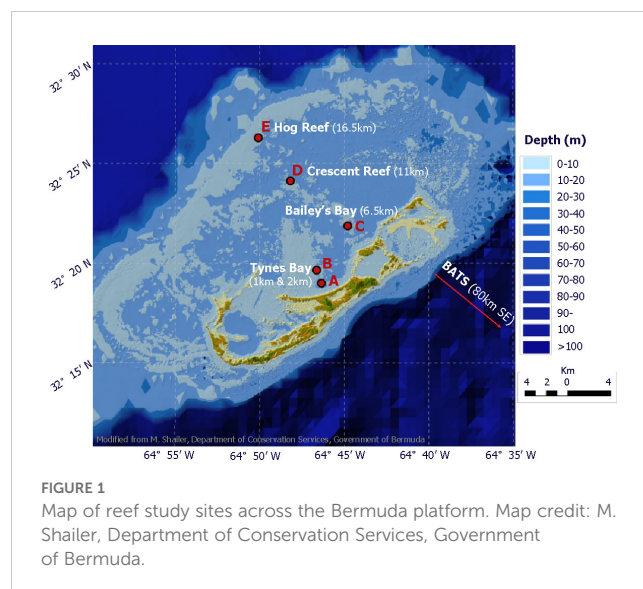 32° 30' N
32° 25' N
32° 20' N
32° 15' N
E Hog Reef (16.5km)
D Crescent Reef (11km)
Bailey's Bay (6.5km)
C
Tynes Bay
(1km & 2km)
B
A
BATS (80km SE)
Modified from M. Shailer, Department of Conservation Services, Government of Bermuda
64° 55' W 64° 50' W 64° 45' W 64° 40' W 64° 35' W
Depth (m)
0-10
10-20
20-30
30-40
40-50
50-60
60-70
70-80
80-90
90-
100
>100
Km
4 2 0 4
FIGURE 1
Map of reef study sites across the Bermuda platform. Map credit: M.
Shailer, Department of Conservation Services, Government
of Bermuda.